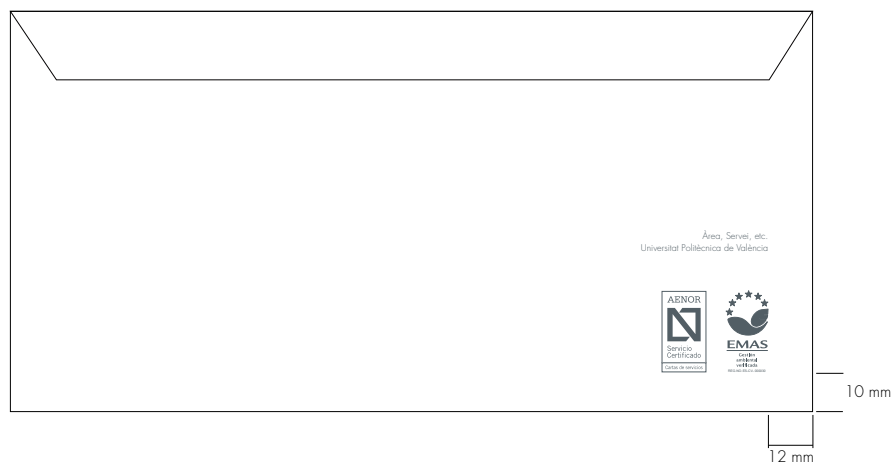 Área, Servei, etc.
Universitat Politècnica de València
AENOR
Servicio
Certificado
Cartas de servicios
EMAS
Gestión
ambiental
verificada
10 mm
12 mm